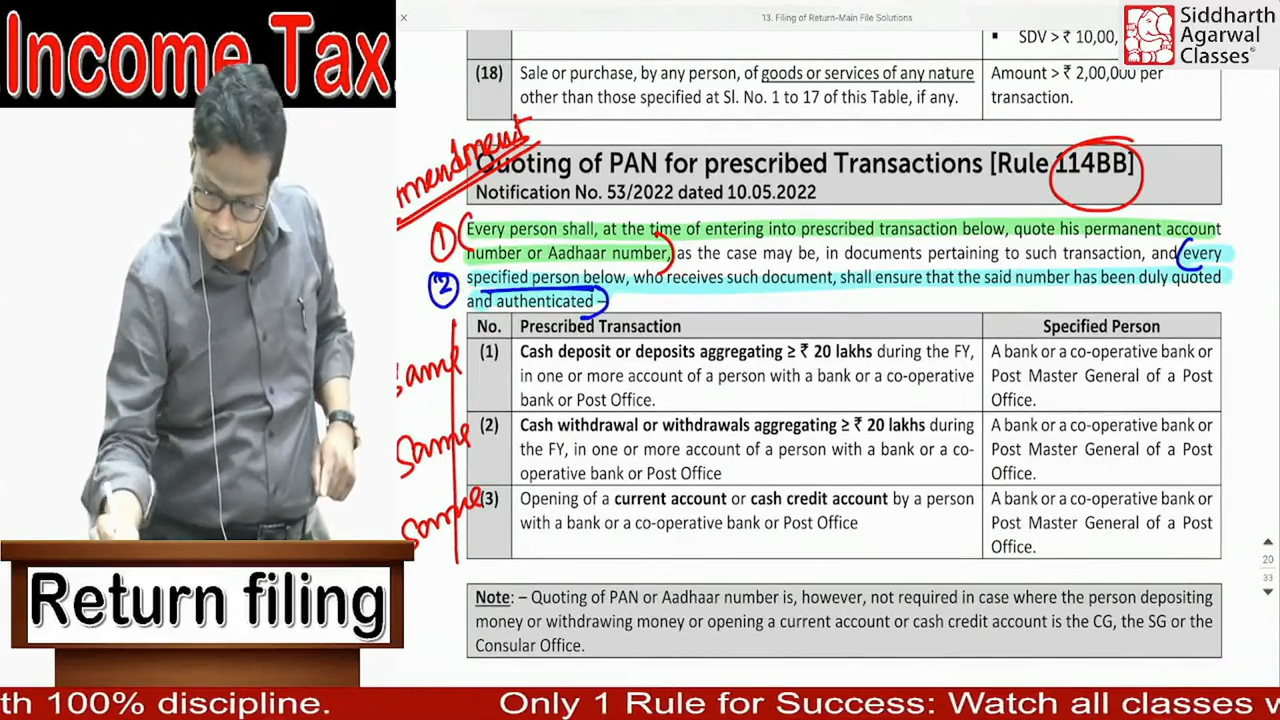 Income Tax.
×
13. Filing of Return-Main File Solutions
Siddharth
Agarwal
Classes®
▪ SDV > ₹ 10,00,
(18) Sale or purchase, by any person, of goods or services of any nature
other than those specified at Sl. No. 1 to 17 of this Table, if any.
Amount > ₹ 2,00,000 per
transaction.
mendment
Quoting of PAN for prescribed Transactions [Rule 114BB]
Notification No. 53/2022 dated 10.05.2022
① Every person shall, at the time of entering into prescribed transaction below, quote his permanent account
number or Aadhaar number, as the case may be, in documents pertaining to such transaction, and every
② specified person below, who receives such document, shall ensure that the said number has been duly quoted
and authenticated –
No. Prescribed Transaction Specified Person
same
(1) Cash deposit or deposits aggregating ≥ ₹ 20 lakhs during the FY,
in one or more account of a person with a bank or a co-operative
bank or Post Office.
A bank or a co-operative bank or
Post Master General of a Post
Office.
same
(2) Cash withdrawal or withdrawals aggregating ≥ ₹ 20 lakhs during
the FY, in one or more account of a person with a bank or a co-
operative bank or Post Office
A bank or a co-operative bank or
Post Master General of a Post
Office.
same
(3) Opening of a current account or cash credit account by a person
with a bank or a co-operative bank or Post Office
A bank or a co-operative bank or
Post Master General of a Post
Office.
20
33
Note: – Quoting of PAN or Aadhaar number is, however, not required in case where the person depositing
money or withdrawing money or opening a current account or cash credit account is the CG, the SG or the
Consular Office.
Return filing
th 100% discipline. Only 1 Rule for Success: Watch all classes w